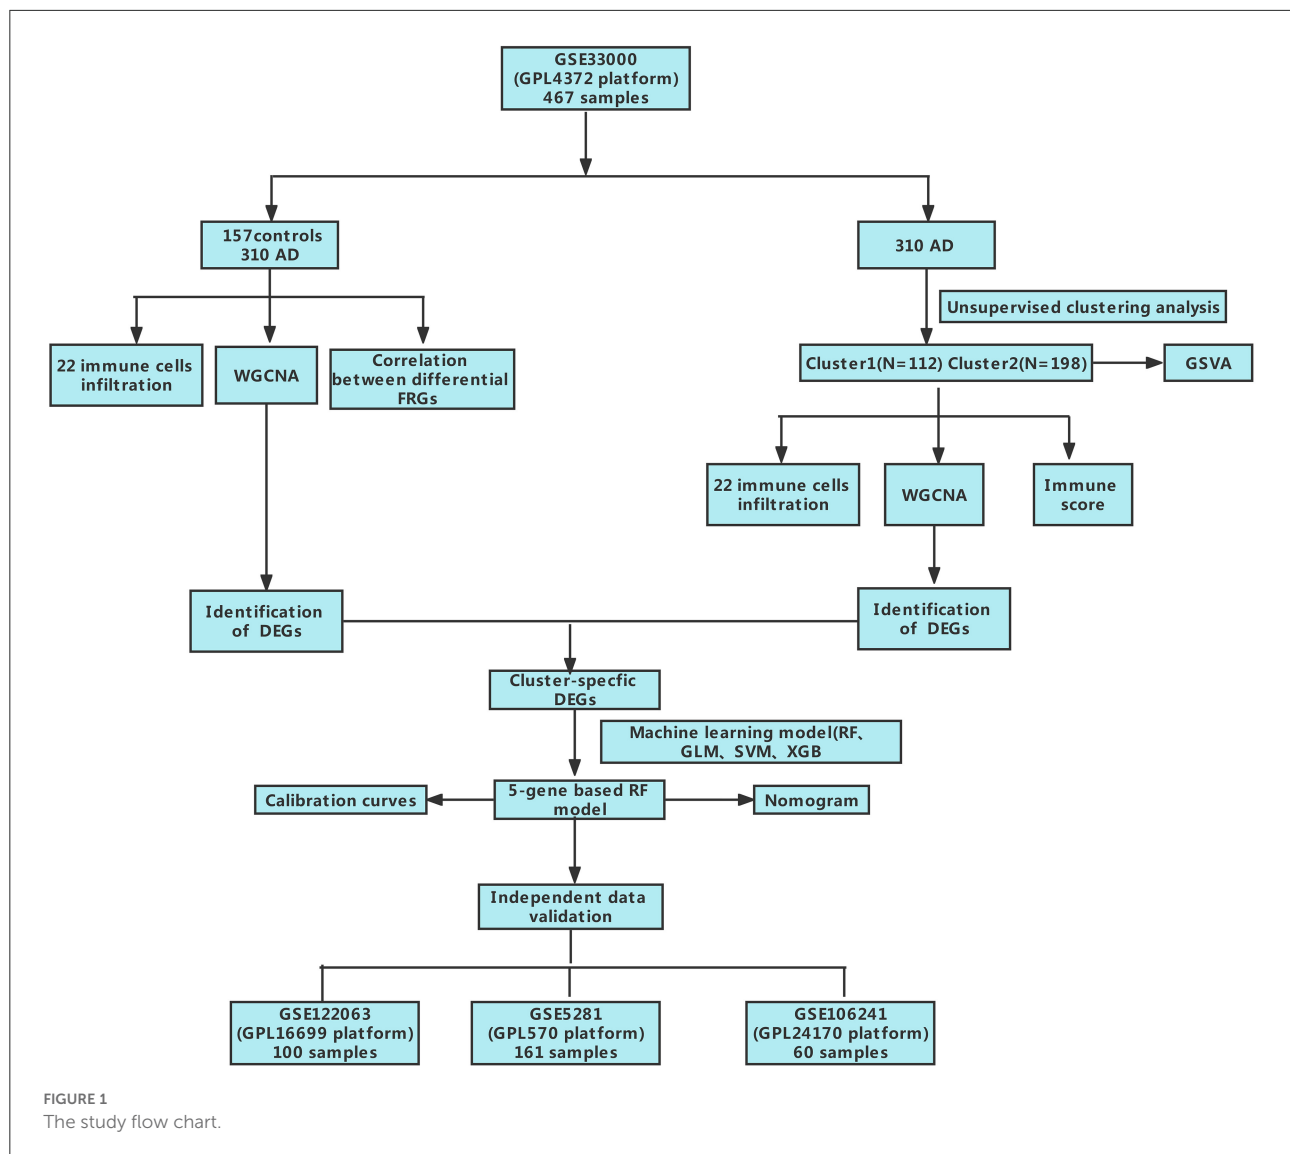 GSE33000
(GPL4372 platform)
467 samples
157controls
310 AD
310 AD
Unsupervised clustering analysis
22 immune cells
infiltration
WGCNA
Correlation
between differential
FRGs
Cluster1(N=112) Cluster2(N=198)
GSVA
22 immune cells
infiltration
WGCNA
Immune
score
Identification
of DEGs
Identification
of DEGs
Cluster-specfic
DEGs
Machine learning model(RF、
GLM、SVM、XGB
Calibration curves
5-gene based RF
model
Nomogram
Independent data
validation
GSE122063
(GPL16699 platform)
100 samples
GSE5281
(GPL570 platform)
161 samples
GSE106241
(GPL24170 platform)
60 samples
FIGURE 1
The study flow chart.